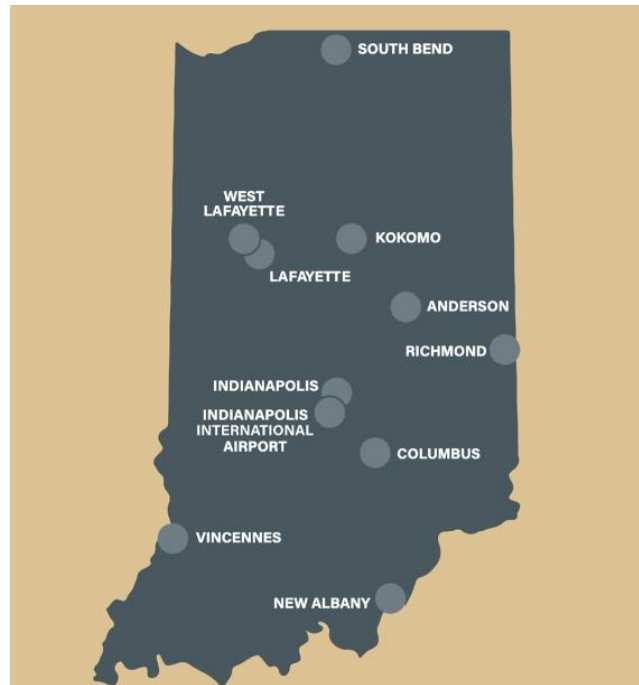 SOUTH BEND
WEST
LAFAYETTE
KOKOMO
LAFAYETTE
ANDERSON
RICHMOND
INDIANAPOLIS
INDIANAPOLIS
INTERNATIONAL
AIRPORT
COLUMBUS
VINCENNES
NEW ALBANY